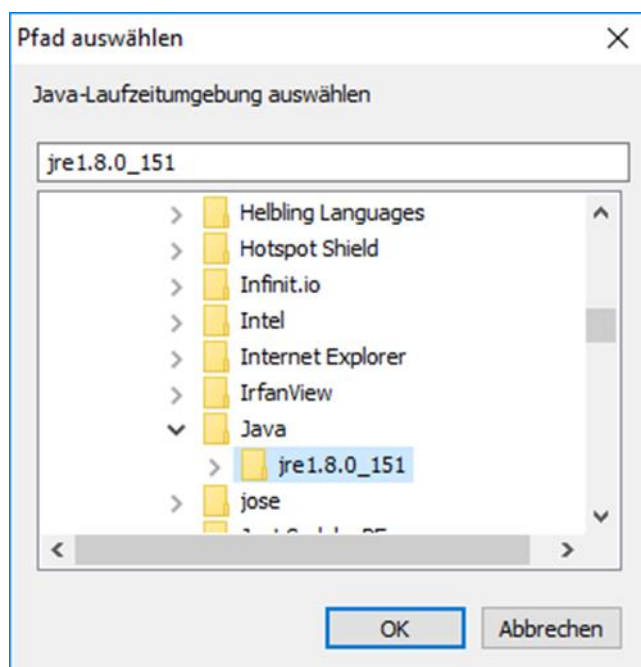 Pfad auswählen
Java-Laufzeitumgebung auswählen
jre1.8.0_151
Helbling Languages
Hotspot Shield
Infinit.io
Intel
Internet Explorer
IrfanView
Java
jre1.8.0_151
jose
OK Abbrechen